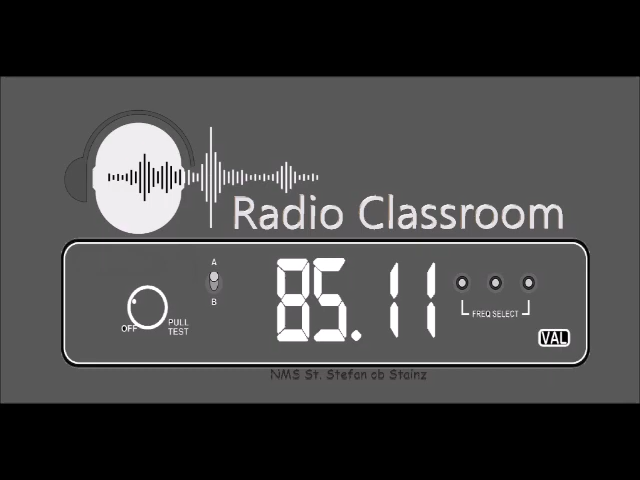 Radio Classroom
A
B
OFF
PULL
TEST
85.11
FREQ SELECT
VAL
NMS St. Stefan ob Stainz